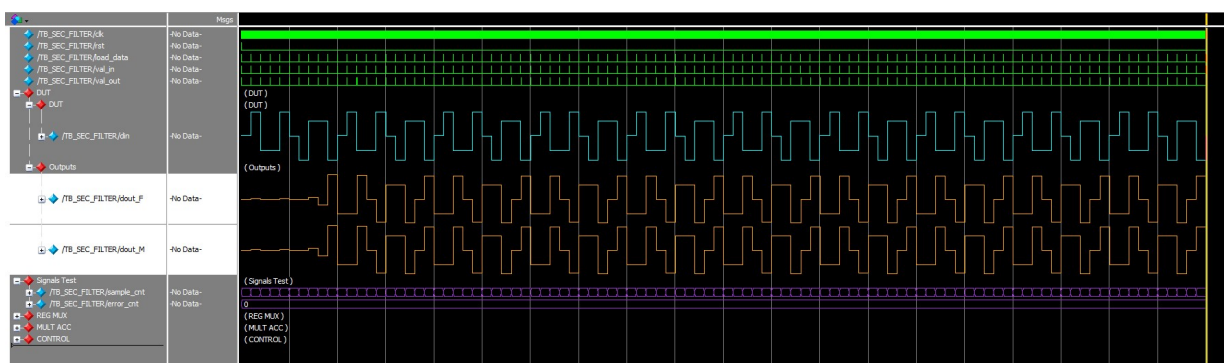 Msgs
/TB_SEC_FILTER/clk -No Data-
/TB_SEC_FILTER/rst -No Data-
/TB_SEC_FILTER/load_data -No Data-
/TB_SEC_FILTER/val_in -No Data-
/TB_SEC_FILTER/val_out -No Data-
DUT (DUT)
DUT (DUT)
/TB_SEC_FILTER/din -No Data-
Outputs (Outputs)
/TB_SEC_FILTER/dout_F -No Data-
/TB_SEC_FILTER/dout_M -No Data-
Signals Test (Signals Test)
/TB_SEC_FILTER/sample_cnt -No Data-
/TB_SEC_FILTER/error_cnt -No Data- 0
REG MUX (REG MUX)
MULT ACC (MULT ACC)
CONTROL (CONTROL)